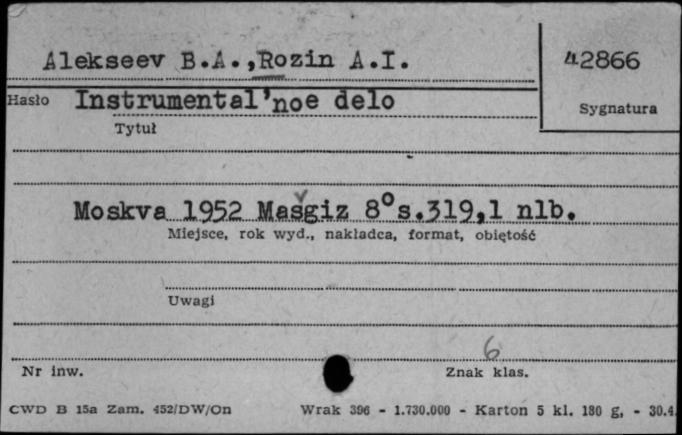 Alekseev B.A.,Rozin A.I.
42866
Hasło Instrumental'noe delo
Sygnatura
Tytuł
Moskva 1952 Mašgiz 8° s.319,1 nlb.
Miejsce, rok wyd., nakładca, format, objętość
Uwagi
6
Nr inw.
Znak klas.
CWD B 15a Zam. 452/DW/On Wrak 396 - 1.730.000 - Karton 5 kl. 180 g, - 30.4